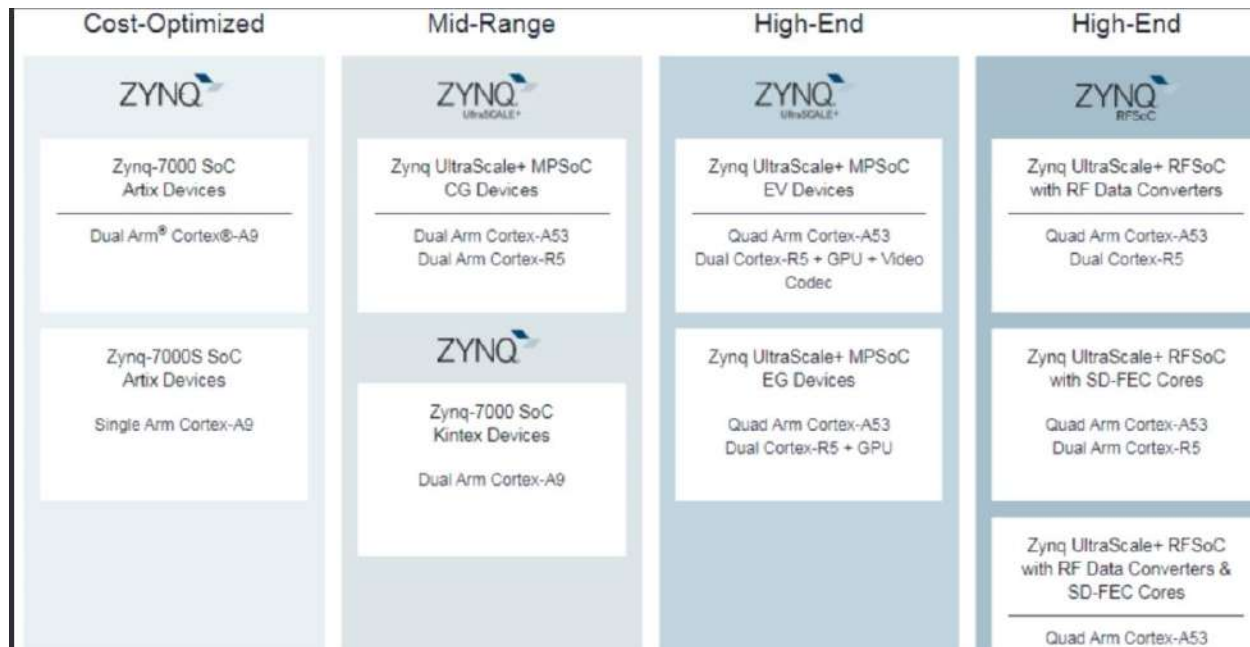 Cost-Optimized
ZYNQ
Zynq-7000 SoC
Artix Devices
Dual Arm® Cortex®-A9
Zynq-7000S SoC
Artix Devices
Single Arm Cortex-A9
Mid-Range
ZYNQ
UltraSCALE+
Zynq UltraScale+ MPSoC
CG Devices
Dual Arm Cortex-A53
Dual Arm Cortex-R5
ZYNQ
Zynq-7000 SoC
Kintex Devices
Dual Arm Cortex-A9
High-End
ZYNQ
UltraSCALE+
Zynq UltraScale+ MPSoC
EV Devices
Quad Arm Cortex-A53
Dual Cortex-R5 + GPU + Video
Codec
Zynq UltraScale+ MPSoC
EG Devices
Quad Arm Cortex-A53
Dual Cortex-R5 + GPU
High-End
ZYNQ
RFSoC
Zynq UltraScale+ RFSoC
with RF Data Converters
Quad Arm Cortex-A53
Dual Cortex-R5
Zynq UltraScale+ RFSoC
with SD-FEC Cores
Quad Arm Cortex-A53
Dual Arm Cortex-R5
Zynq UltraScale+ RFSoC
with RF Data Converters &
SD-FEC Cores
Quad Arm Cortex-A53